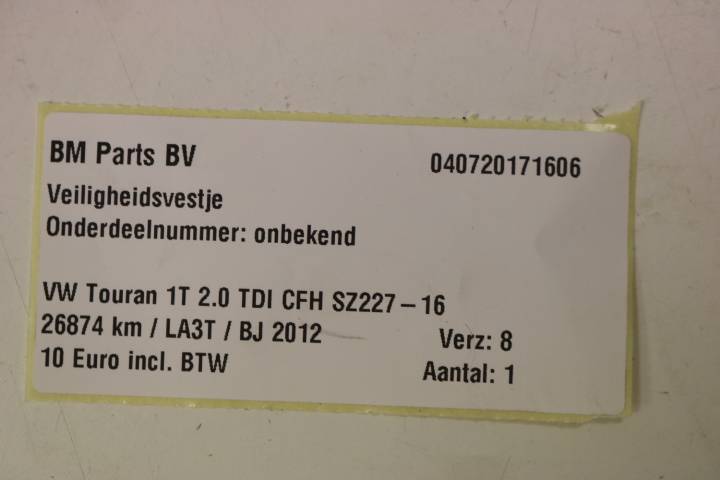 BM Parts BV 040720171606
Veiligheidsvestje
Onderdeelnummer: onbekend
VW Touran 1T 2.0 TDI CFH SZ227-16
26874 km / LA3T / BJ 2012 Verz: 8
10 Euro incl. BTW Aantal: 1